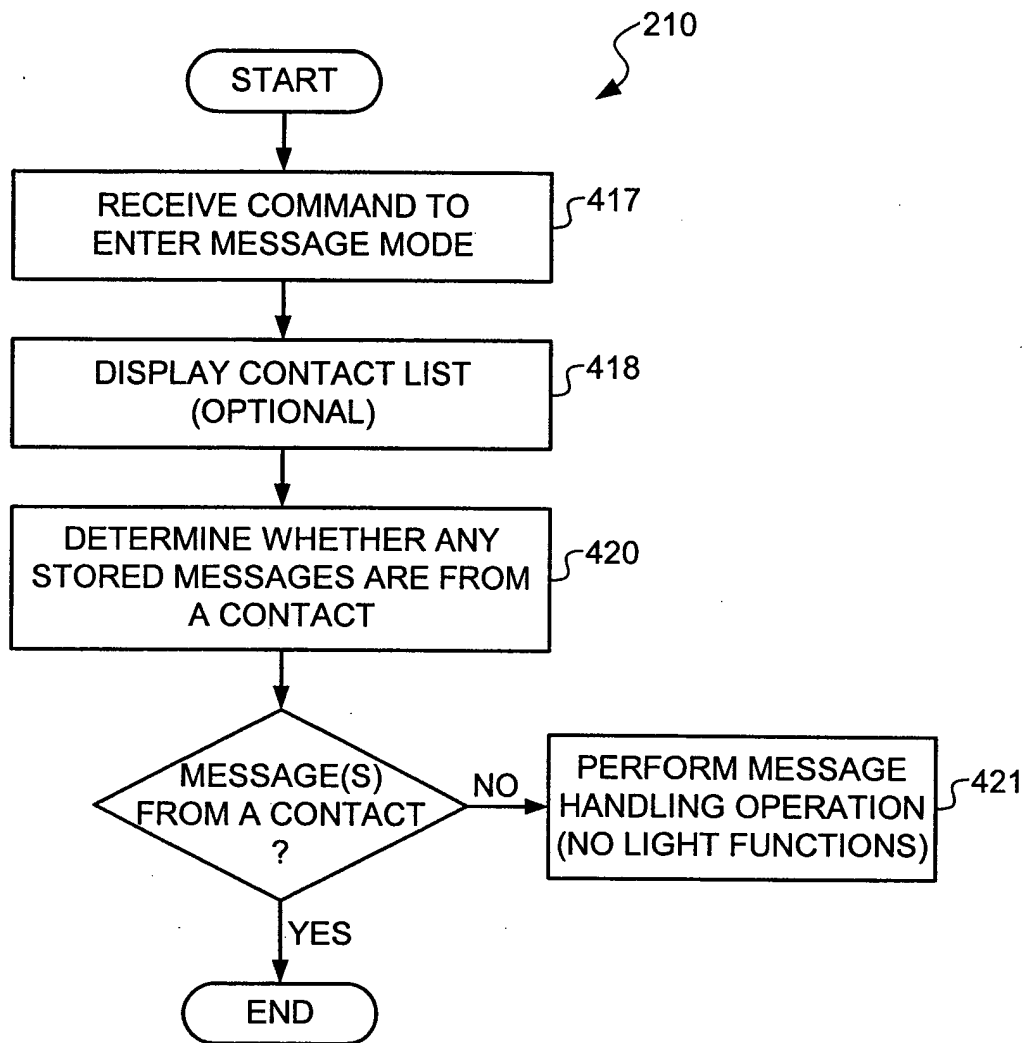 210
START
RECEIVE COMMAND TO
ENTER MESSAGE MODE
417
DISPLAY CONTACT LIST
(OPTIONAL)
418
DETERMINE WHETHER ANY
STORED MESSAGES ARE FROM
A CONTACT
420
MESSAGE(S)
FROM A CONTACT
?
NO
PERFORM MESSAGE
HANDLING OPERATION
(NO LIGHT FUNCTIONS)
421
YES
END